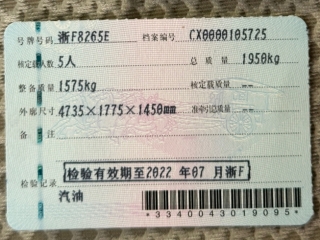 号牌号码 浙F8265E 档案编号 CX0000105725
核定载人数 5人 总质量 1950kg
整备质量 1575kg 核定载质量 --
外廓尺寸 4735×1775×1450mm 准牵引总质量 --
备注
检验有效期至2022 年07 月浙F
检验记录
汽油
*3340043019095*